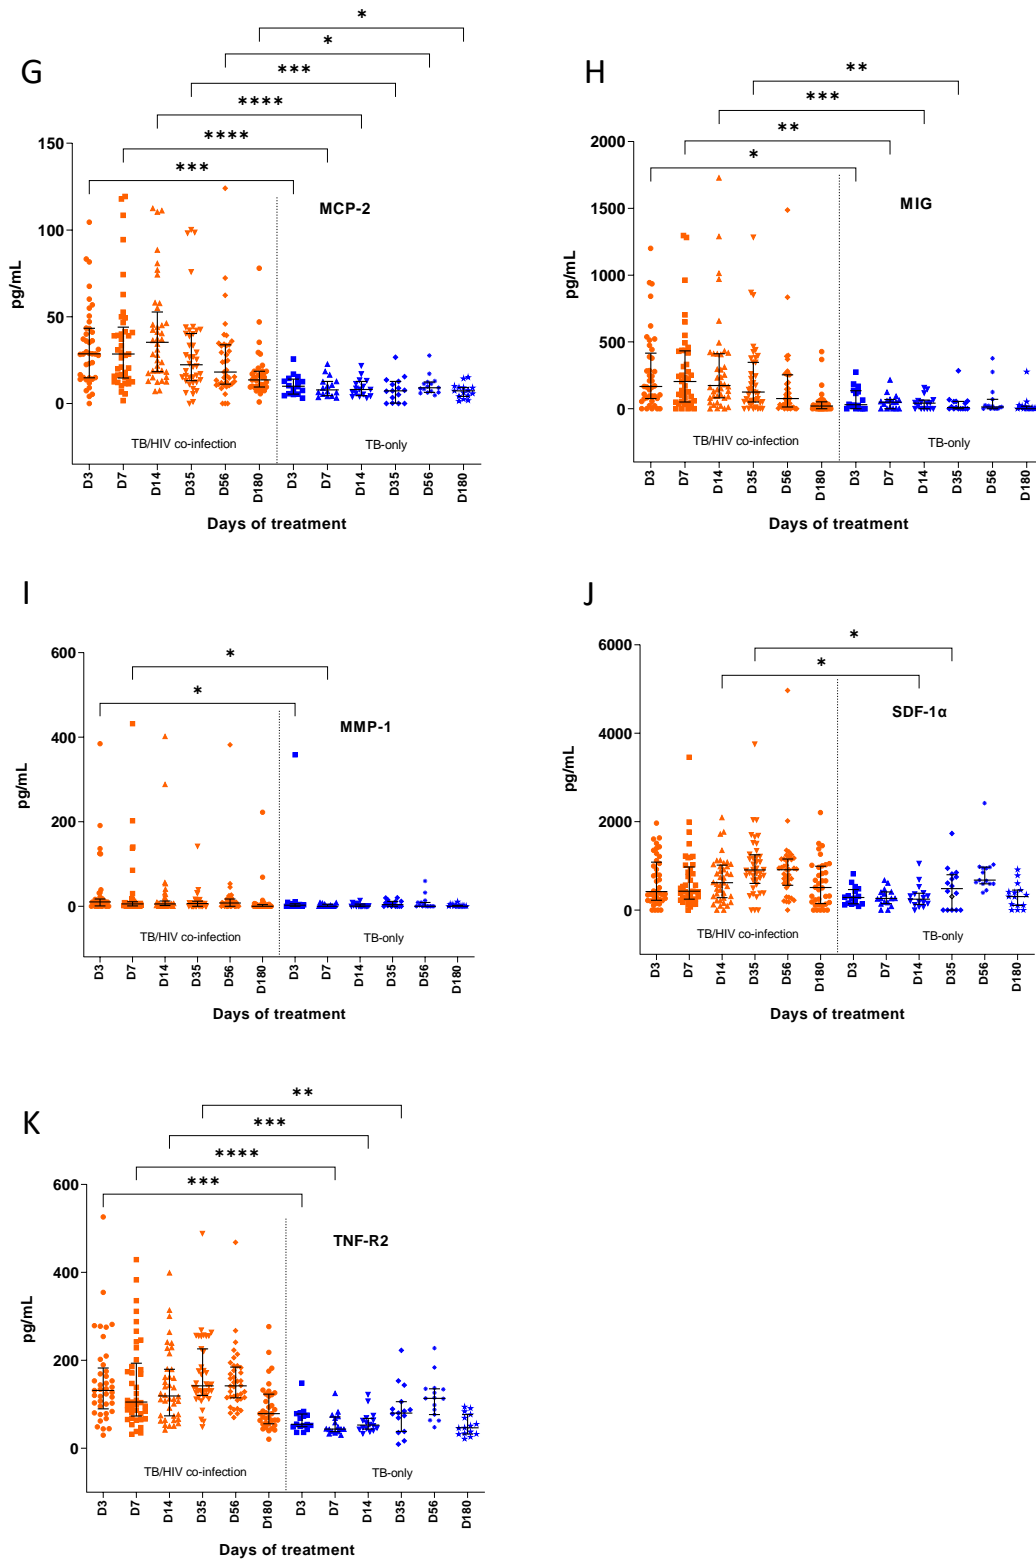 G
*
*
***
****
****
***
150
100
50
0
pg/mL
MCP-2
TB/HIV co-infection
TB-only
D3 D7 D14 D35 D56 D180 D3 D7 D14 D35 D56 D180
Days of treatment
H
**
***
**
*
2000
1500
1000
500
0
pg/mL
MIG
TB/HIV co-infection
TB-only
D3 D7 D14 D35 D56 D180 D3 D7 D14 D35 D56 D180
Days of treatment
I
*
*
600
400
200
0
pg/mL
MMP-1
TB/HIV co-infection
TB-only
D3 D7 D14 D35 D56 D180 D3 D7 D14 D35 D56 D180
Days of treatment
J
*
*
6000
4000
2000
0
pg/mL
SDF-1α
TB/HIV co-infection
TB-only
D3 D7 D14 D35 D56 D180 D3 D7 D14 D35 D56 D180
Days of treatment
K
**
***
****
***
600
400
200
0
pg/mL
TNF-R2
TB/HIV co-infection
TB-only
D3 D7 D14 D35 D56 D180 D3 D7 D14 D35 D56 D180
Days of treatment